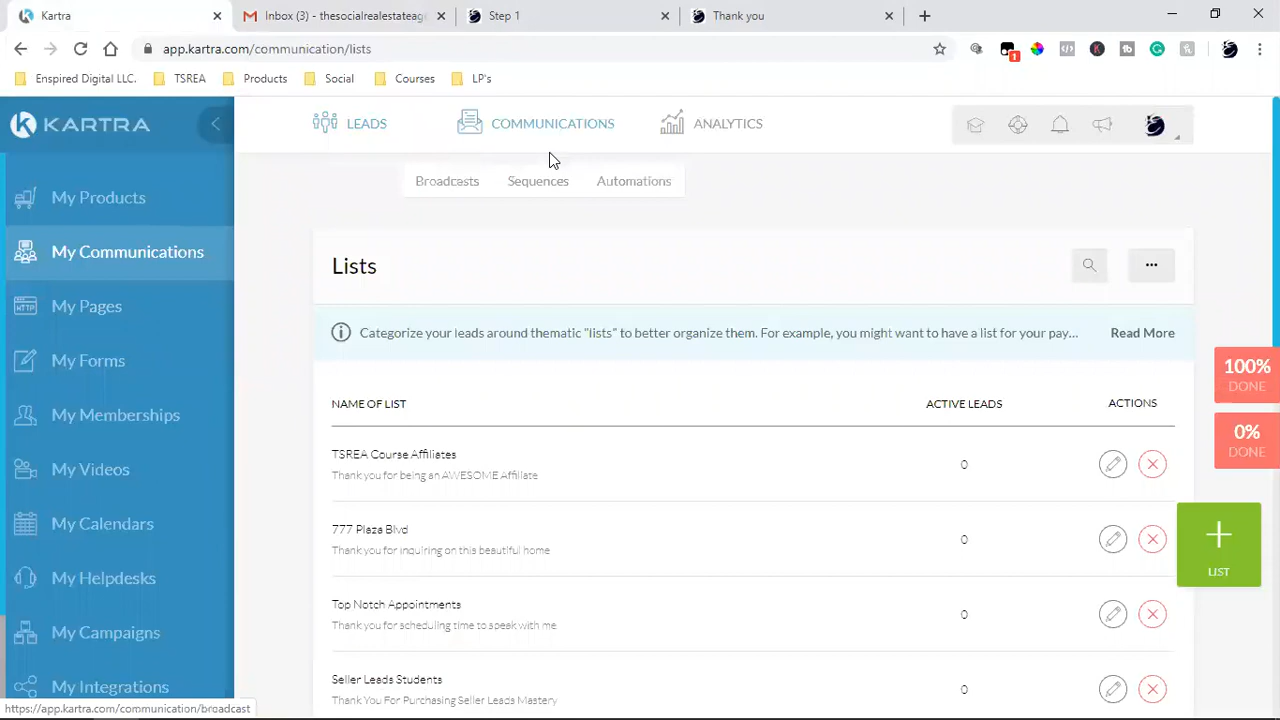 Kartra
Inbox (3) - thesocialrealesteag
Step 1
Thank you
app.kartra.com/communication/lists
1
Enspired Digital LLC.
TSREA
Products
Social
Courses
LP's
KARTRA
LEADS
COMMUNICATIONS
ANALYTICS
Broadcasts
Sequences
Automations
My Products
My Communications
My Pages
My Forms
My Memberships
My Videos
My Calendars
My Helpdesks
My Campaigns
My Integrations
Lists
Categorize your leads around thematic "lists" to better organize them. For example, you might want to have a list for your pay...
Read More
NAME OF LIST
ACTIVE LEADS
ACTIONS
TSREA Course Affiliates
Thank you for being an AWESOME Affiliate
0
777 Plaza Blvd
Thank you for inquiring on this beautiful home
0
Top Notch Appointments
Thank you for scheduling time to speak with me
0
Seller Leads Students
Thank You For Purchasing Seller Leads Mastery
0
100%
DONE
0%
DONE
LIST
https://app.kartra.com/communication/broadcast